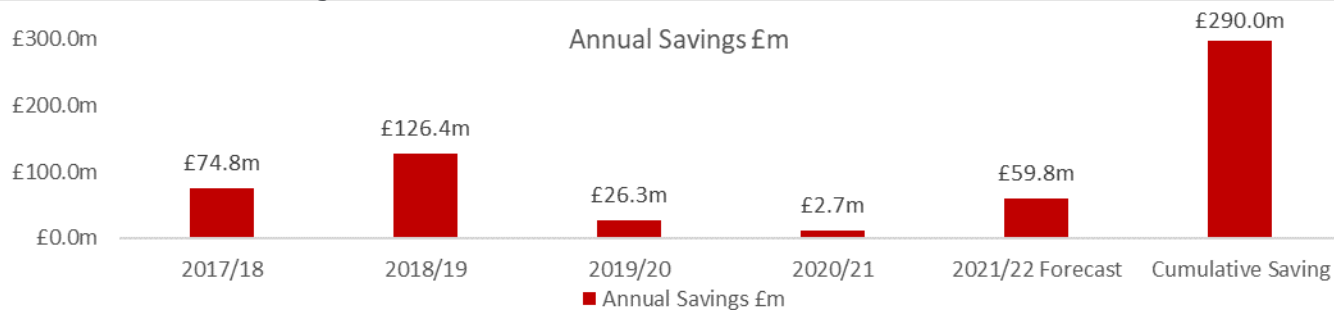 Annual Savings £m
£300.0m
£200.0m
£100.0m
£0.0m
£74.8m
£126.4m
£26.3m
£2.7m
£59.8m
£290.0m
2017/18
2018/19
2019/20
2020/21
2021/22 Forecast
Cumulative Saving
Annual Savings £m